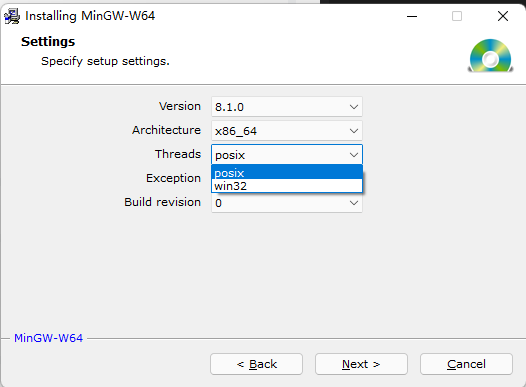 Installing MinGW-W64
Settings
Specify setup settings.
Version 8.1.0
Architecture x86_64
Threads posix
posix
Exception
win32
Build revision 0
MinGW-W64
< Back Next > Cancel